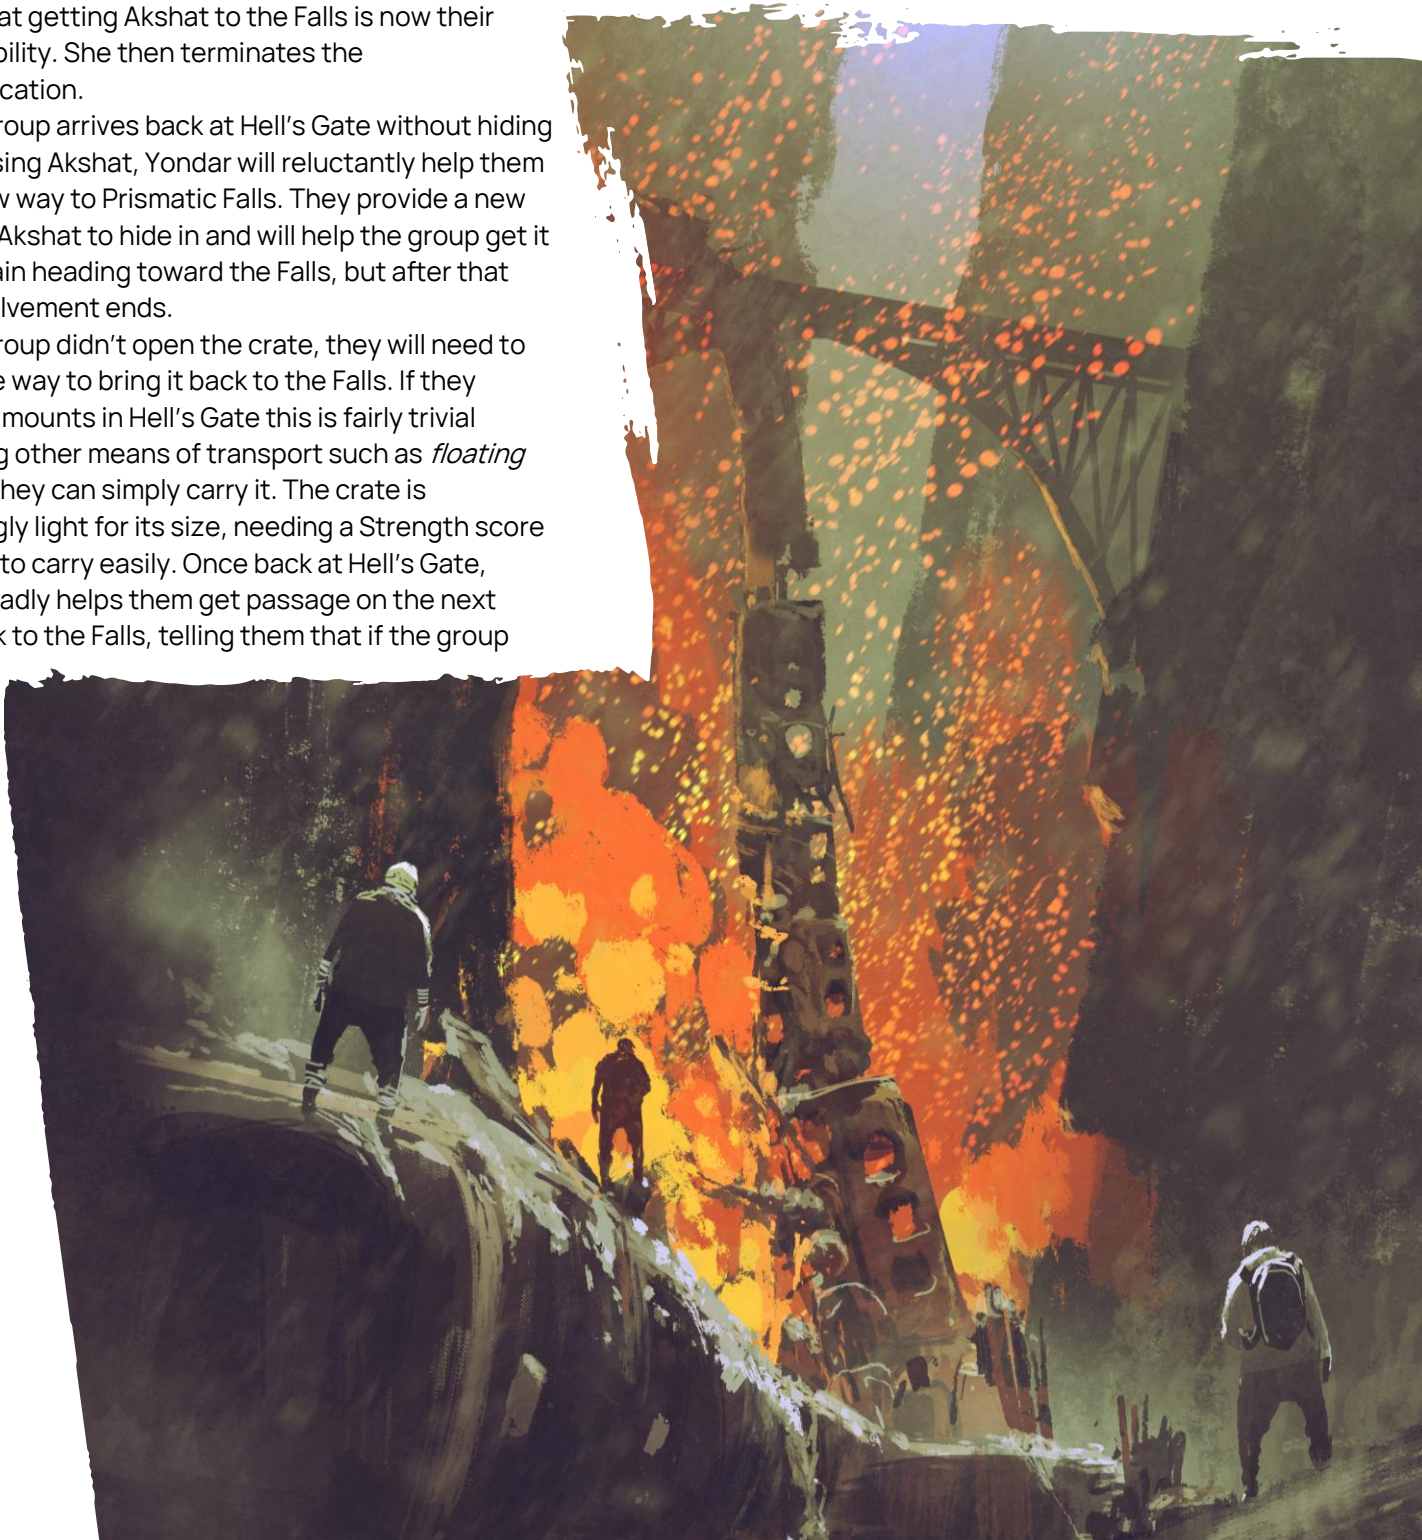 at getting Akshat to the Falls is now their
bility. She then terminates the
cation.
roup arrives back at Hell’s Gate without hiding
sing Akshat, Yondar will reluctantly help them
w way to Prismatic Falls. They provide a new
Akshat to hide in and will help the group get it
ain heading toward the Falls, but after that
lvement ends.
roup didn’t open the crate, they will need to
e way to bring it back to the Falls. If they
mounts in Hell’s Gate this is fairly trivial
g other means of transport such as floating
hey can simply carry it. The crate is
gly light for its size, needing a Strength score
to carry easily. Once back at Hell’s Gate,
adly helps them get passage on the next
k to the Falls, telling them that if the group